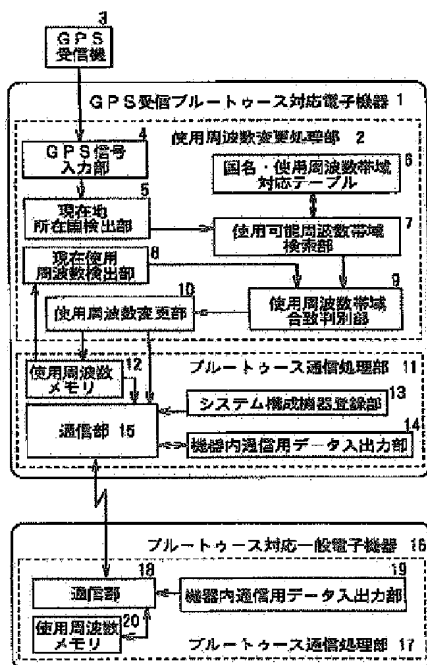 3
GPS
受信機
GPS受信ブルートゥース対応電子機器 1
使用周波数変更処理部 2
4
GPS信号
入力部
6
国名・使用周波数帯域
対応テーブル
5
現在地
所在国検出部
7
使用可能周波数帯域
検索部
8
現在使用
周波数検出部
9
使用周波数帯域
合致判別部
10
使用周波数変更部
ブルートゥース通信処理部 11
12
使用周波数
メモリ
13
システム構成機器登録部
14
機器内通信用データ入出力部
通信部 15
ブルートゥース対応一般電子機器 16
18
通信部
19
機器内通信用データ入出力部
20
使用周波数
メモリ
ブルートゥース通信処理部 17